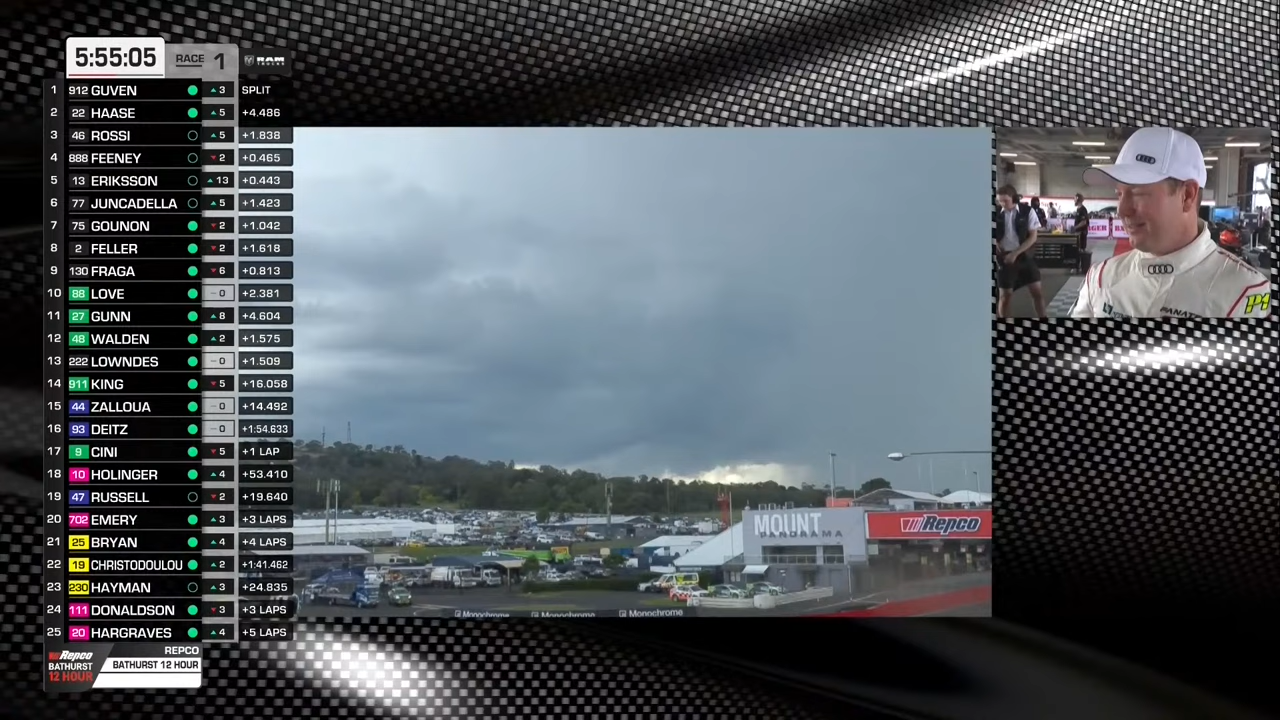 5:55:05 RACE 1 RAM TRUCKS
1 912 GUVEN 3 SPLIT
2 22 HAASE 5 +4.486
3 46 ROSSI 5 +1.838
4 888 FEENEY 2 +0.465
5 13 ERIKSSON 13 +0.443
6 77 JUNCADELLA 5 +1.423
7 75 GOUNON 2 +1.042
8 2 FELLER 2 +1.618
9 130 FRAGA 6 +0.813
10 88 LOVE 0 +2.381
11 27 GUNN 8 +4.604
12 48 WALDEN 2 +1.575
13 222 LOWNDES 0 +1.509
14 911 KING 5 +16.058
15 44 ZALLOUA 0 +14.492
16 93 DEITZ 0 +1:54.633
17 9 CINI 5 +1 LAP
18 10 HOLINGER 4 +53.410
19 47 RUSSELL 2 +19.640
20 702 EMERY 3 +3 LAPS
21 25 BRYAN 4 +4 LAPS
22 19 CHRISTODOULOU 2 +1:41.462
23 230 HAYMAN 3 +24.835
24 111 DONALDSON 3 +3 LAPS
25 20 HARGRAVES 4 +5 LAPS
Repco
BATHURST
12 HOUR
REPCO
BATHURST 12 HOUR
MOUNT
PANORAMA
Repco
Monochrome Monochrome Monochrome